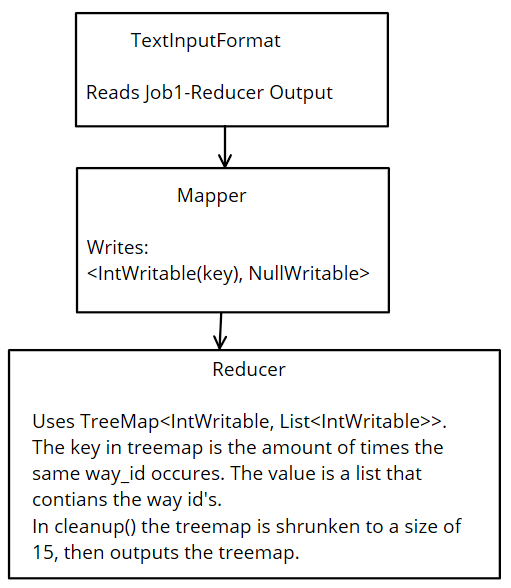 TextInputFormat
Reads Job1-Reducer Output
Mapper
Writes:
<IntWritable(key), NullWritable>
Reducer
Uses TreeMap<IntWritable, List<IntWritable>>.
The key in treemap is the amount of times the
same way_id occures. The value is a list that
contians the way id's.
In cleanup() the treemap is shrunken to a size of
15, then outputs the treemap.